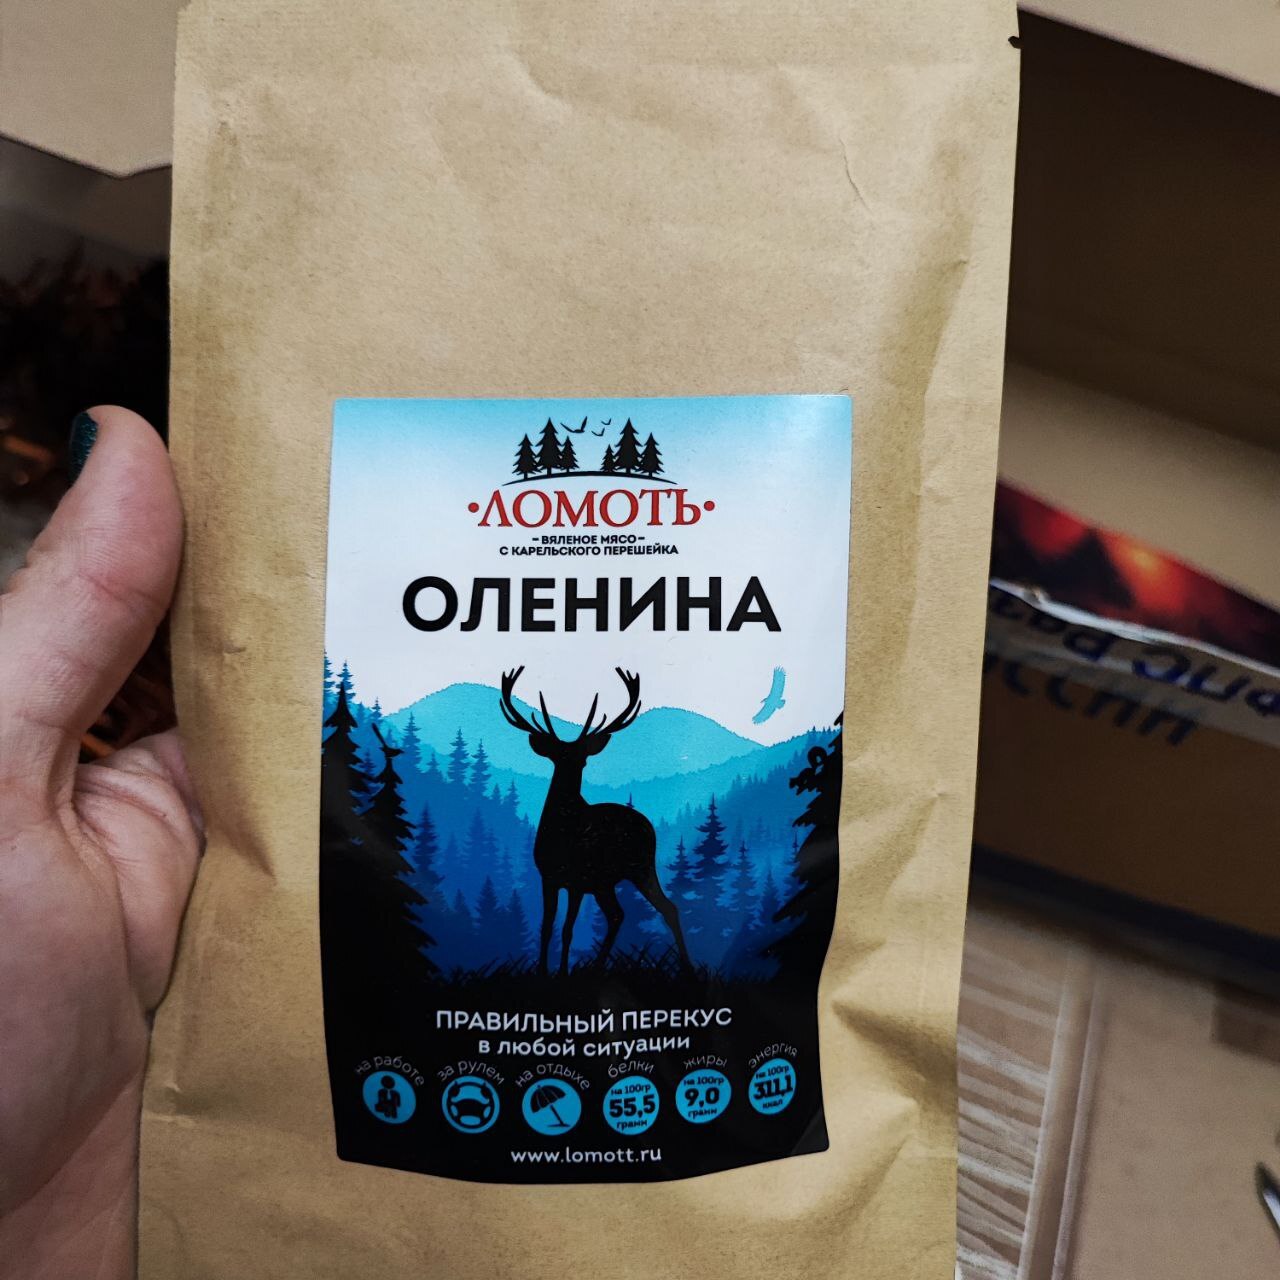 •ЛОМОТЬ•
-ВЯЛЕНОЕ МЯСО-
С КАРЕЛЬСКОГО ПЕРЕШЕЙКА
ОЛЕНИНА
ПРАВИЛЬНЫЙ ПЕРЕКУС
в любой ситуации
на работе
за рулем
на отдыхе
белки
на 100гр
55,5
грамм
жиры
на 100гр
9,0
грамм
энергия
на 100гр
311,1
ккал
www.lomott.ru